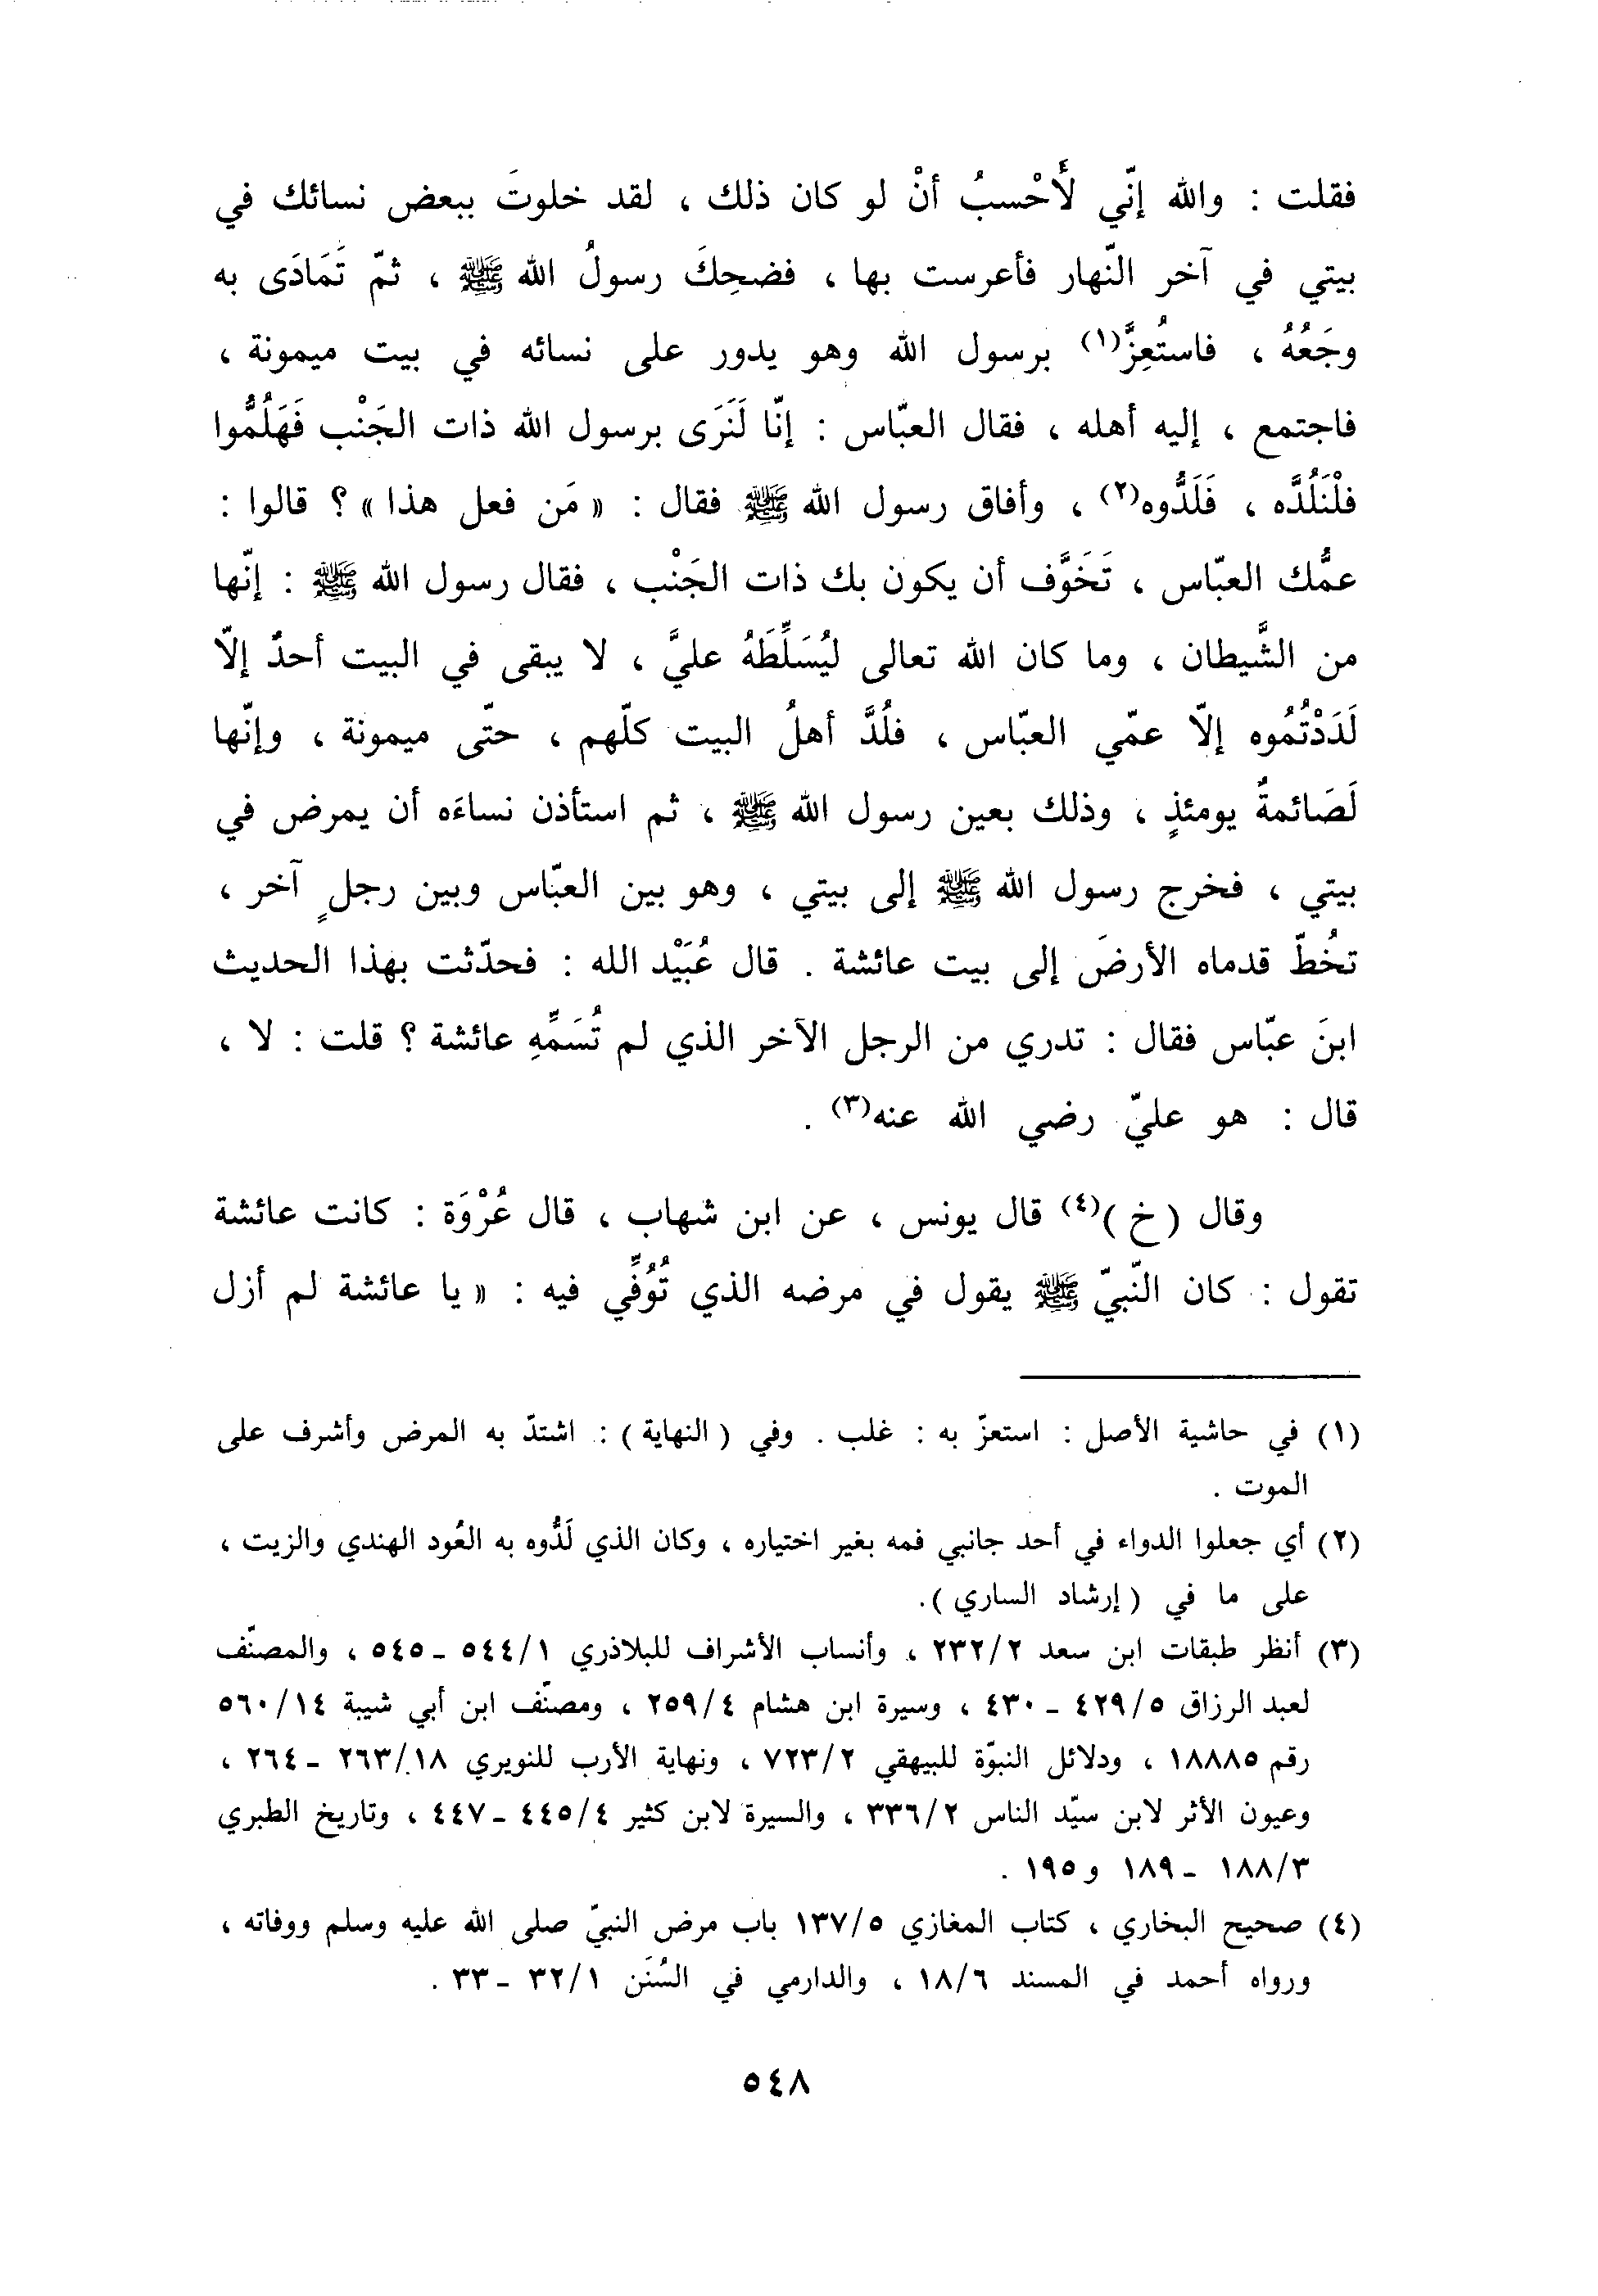 فقلت : والله إنّي لَأَحْسبُ أنْ لو كان ذلك ، لقد خلوتَ ببعض نسائك في
بيتي في آخر النّهار فأعرست بها ، فضحِكَ رسولُ الله ﷺ ، ثمّ تَمَادَى به
وجَعُهُ ، فاستُعِزَّ(١) برسول الله وهو يدور على نسائه في بيت ميمونة ،
فاجتمع ، إليه أهله ، فقال العبّاس : إنّا لَنَرَى برسول الله ذات الجَنْب فَهَلُمُّوا
فلْنَلُدَّه ، فَلَدُّوه(٢) ، وأفاق رسول الله ﷺ فقال : « مَن فعل هذا » ؟ قالوا :
عمُّك العبّاس ، تَخَوَّف أن يكون بك ذات الجَنْب ، فقال رسول الله ﷺ : إنّها
من الشَّيطان ، وما كان الله تعالى ليُسَلِّطَهُ عليَّ ، لا يبقى في البيت أحدٌ إلّا
لَدَدْتُمُوه إلّا عمّي العبّاس ، فلُدَّ أهلُ البيت كلّهم ، حتّى ميمونة ، وإنّها
لَصَائمةٌ يومئذٍ ، وذلك بعين رسول الله ﷺ ، ثم استأذن نساءَه أن يمرض في
بيتي ، فخرج رسول الله ﷺ إلى بيتي ، وهو بين العبّاس وبين رجلٍ آخر ،
تخُطّ قدماه الأرضَ إلى بيت عائشة . قال عُبَيْد الله : فحدّثت بهذا الحديث
ابنَ عبّاس فقال : تدري من الرجل الآخر الذي لم تُسَمِّهِ عائشة ؟ قلت : لا ،
قال : هو عليّ رضي الله عنه(٣) .
وقال ( خ )(٤) قال يونس ، عن ابن شهاب ، قال عُرْوَة : كانت عائشة
تقول : كان النّبيّ ﷺ يقول في مرضه الذي تُوُفِّي فيه : « يا عائشة لم أزل
(١) في حاشية الأصل : استعزّ به : غلب . وفي ( النهاية ) : اشتدّ به المرض وأشرف على
الموت .
(٢) أي جعلوا الدواء في أحد جانبي فمه بغير اختياره ، وكان الذي لَدُّوه به العُود الهندي والزيت ،
على ما في ( إرشاد الساري ).
(٣) أنظر طبقات ابن سعد ٢/‏٢٣٢ ، وأنساب الأشراف للبلاذري ١/‏٥٤٤ - ٥٤٥ ، والمصنّف
لعبد الرزاق ٥/‏٤٢٩ - ٤٣٠ ، وسيرة ابن هشام ٤/‏٢٥٩ ، ومصنّف ابن أبي شيبة ١٤/‏٥٦٠
رقم ١٨٨٨٥ ، ودلائل النبوّة للبيهقي ٢/‏٧٢٣ ، ونهاية الأرب للنويري ١٨/‏٢٦٣ - ٢٦٤ ،
وعيون الأثر لابن سيّد الناس ٢/‏٣٣٦ ، والسيرة لابن كثير ٤/‏٤٤٥ - ٤٤٧ ، وتاريخ الطبري
٣/‏١٨٨ - ١٨٩ و ١٩٥ .
(٤) صحيح البخاري ، كتاب المغازي ٥/‏١٣٧ باب مرض النبيّ صلى الله عليه وسلم ووفاته ،
ورواه أحمد في المسند ٦/‏١٨ ، والدارمي في السُنَن ١/‏٣٢ - ٣٣ .
٥٤٨